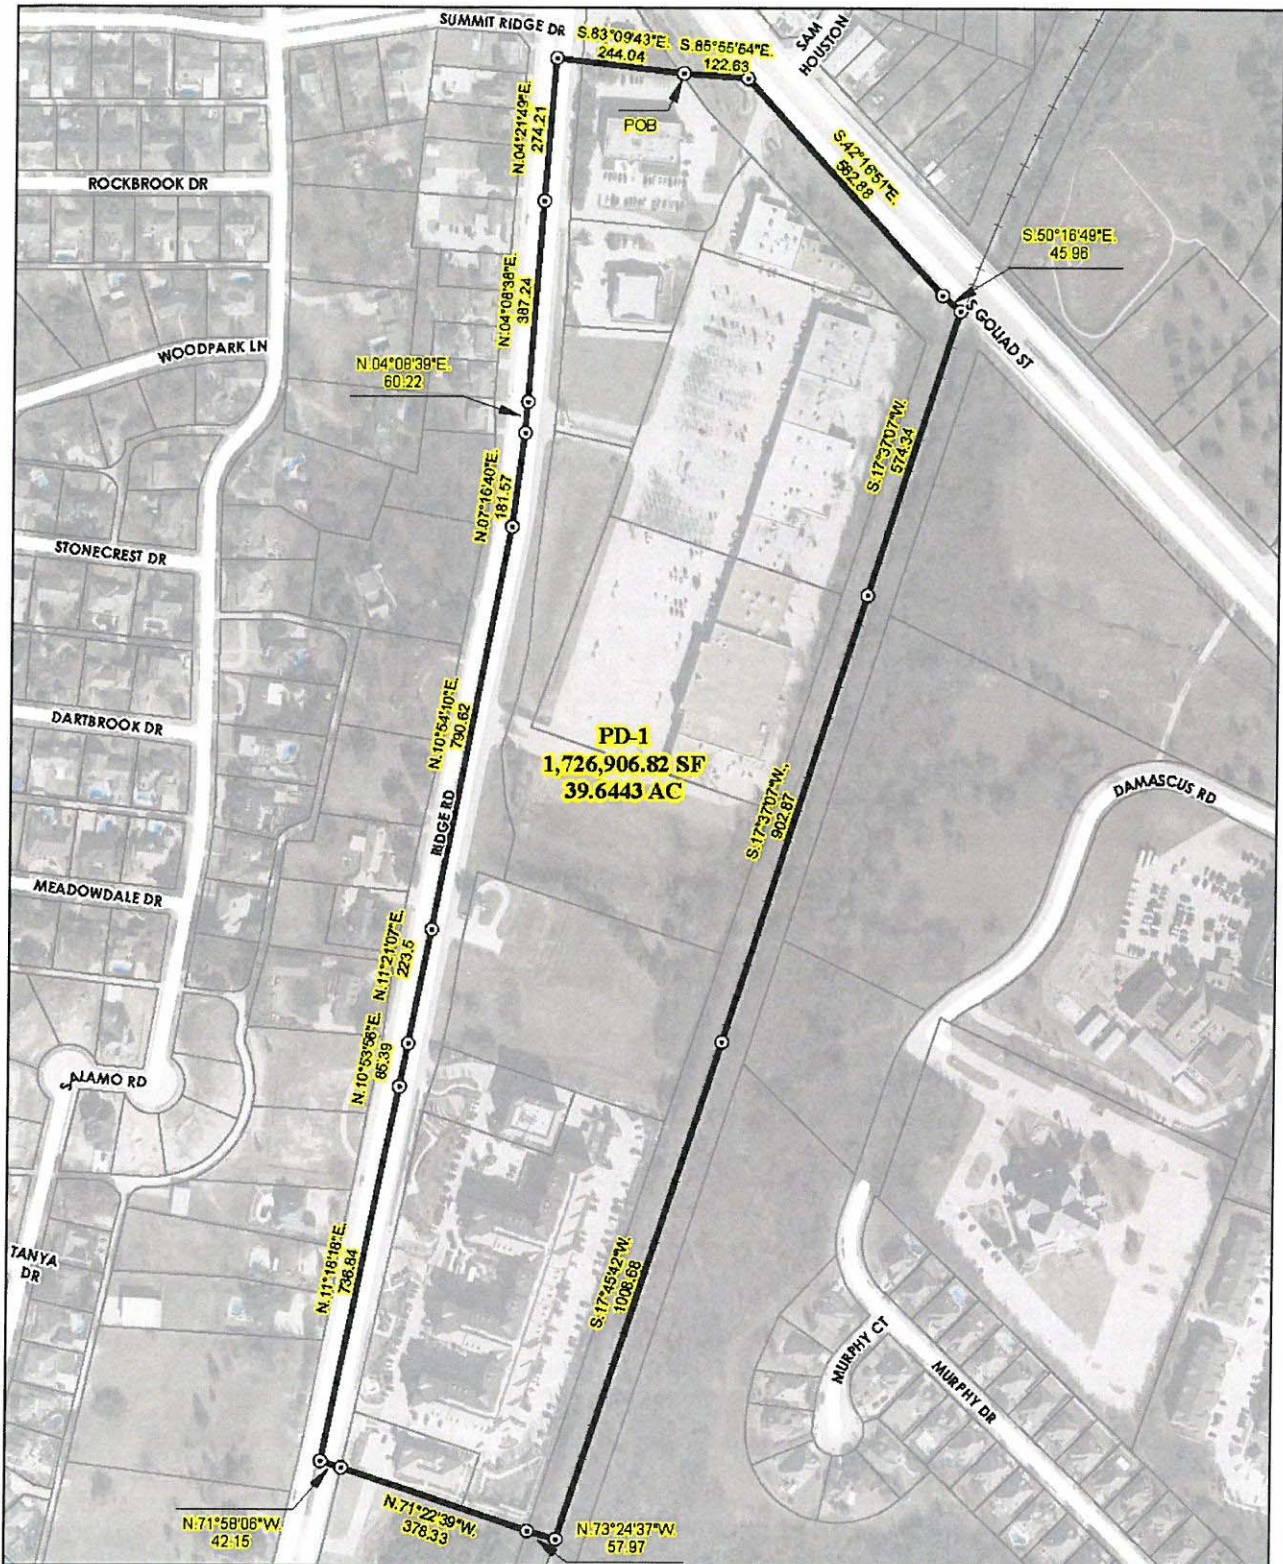 SUMMIT RIDGE DR
S.83°09'43"E.
244.04
S.85°55'54"E.
122.63
SAM
HOUSTON
POB
N.04°21'49"E.
274.21
S.42°16'51"E.
582.88
ROCKBROOK DR
S.50°16'49"E.
45.96
N.04°08'38"E.
387.24
S GOLIAD ST
WOODPARK LN
N.04°08'39"E.
60.22
S.17°37'07"W.
574.34
N.07°16'40"E.
181.57
STONECREST DR
N.10°54'10"E.
790.62
DARTBROOK DR
PD-1
1,726,906.82 SF
39.6443 AC
S.17°37'07"W.,
902.87
DAMASCUS RD
RIDGE RD
MEADOWDALE DR
N.11°21'07"E.
223.5
N.10°53'56"E.
85.39
S ALAMO RD
TANYA
DR
N.11°18'18"E.
736.84
S.17°45'42"W.
1008.68
MURPHY CT
MURPHY DR
N.71°58'06"W.
42.15
N.71°22'39"W.
378.33
N.73°24'37"W.
57.97